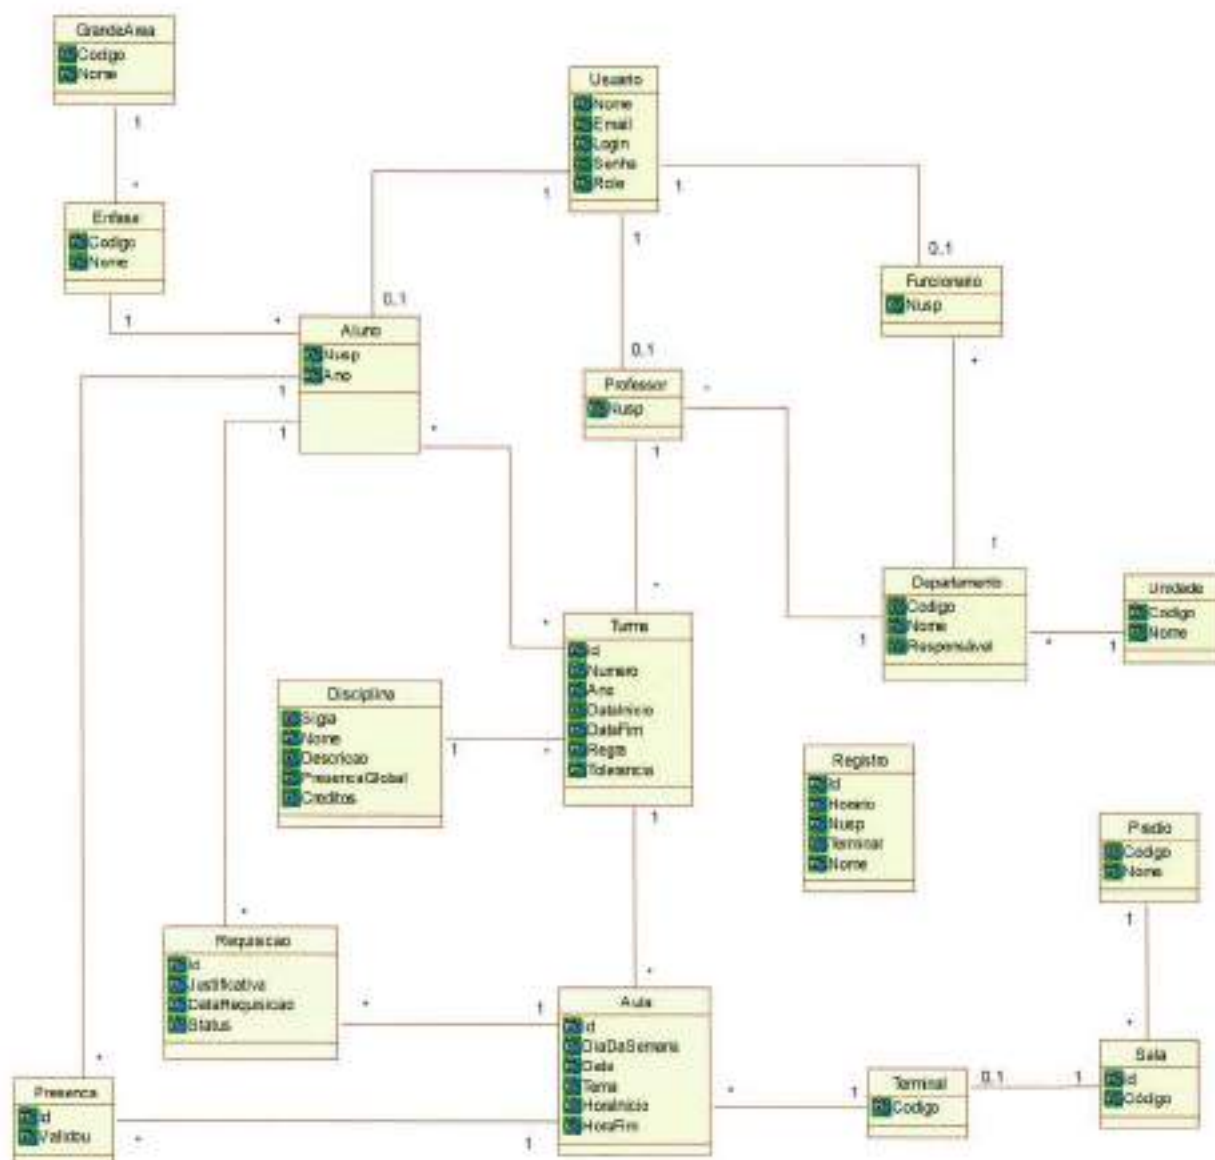 GrandeArea
Codigo
Nome
1
*
Enfase
Codigo
Nome
1
*
Usuario
Nome
Email
Login
Senha
Role
1
1
1
0..1
0..1
0..1
Funcionario
Nusp
*
Aluno
Nusp
Ano
1
1
*
Professor
Nusp
*
1
*
1
Departamento
Codigo
Nome
Responsável
1
*
1
Unidade
Codigo
Nome
*
Turma
Id
Numero
Ano
DataInicio
DataFim
Regra
Tolerancia
1
Disciplina
Sigla
Nome
Descricao
PresencaGlobal
Creditos
1
*
Registro
Id
Horario
Nusp
Terminal
Nome
Predio
Codigo
Nome
1
*
*
Requisicao
Id
Justificativa
DataRequisicao
Status
*
1
*
Aula
Id
DiaDaSemana
Data
Tema
HoraInicio
HoraFim
*
1
Terminal
Codigo
0..1
1
Sala
Id
Código
*
Presenca
Id
Validou
*
1